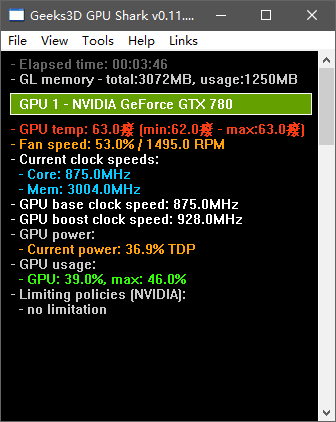 Geeks3D GPU Shark v0.11....
File View Tools Links
- Elapsed time: 00:03:46
- GL memory - total:3072MB, usage:1250MB
GPU 1 - NVIDIA GeForce GTX 780
- GPU temp: 63.0癈 (min:62.0癈 - max:63.0癈)
- Fan speed: 53.0% / 1495.0 RPM
- Current clock speeds:
- Core: 875.0MHz
- Mem: 3004.0MHz
- GPU base clock speed: 875.0MHz
- GPU boost clock speed: 928.0MHz
- GPU power:
- Current power: 36.9% TDP
- GPU usage:
- GPU: 39.0%, max: 46.0%
- Limiting policies (NVIDIA):
- no limitation